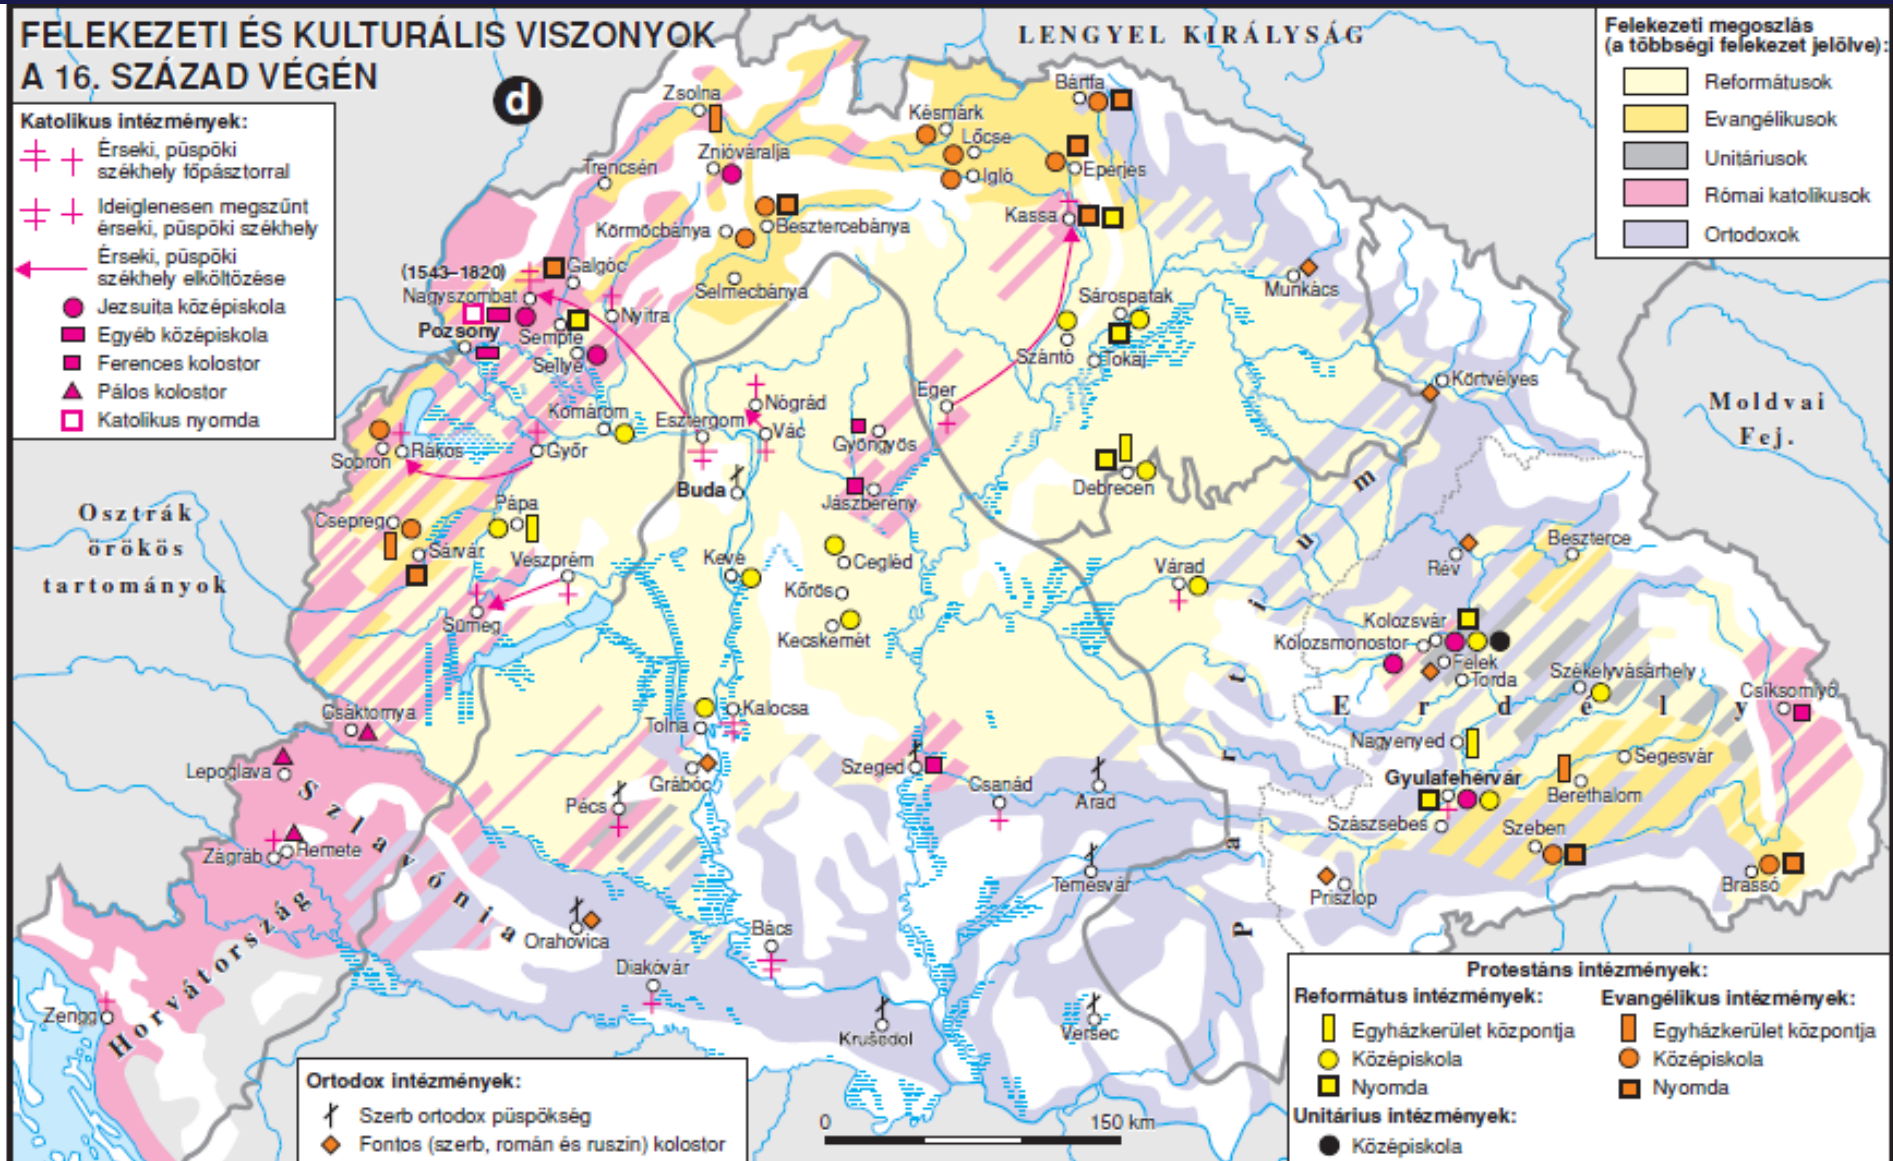 FELEKEZETI ÉS KULTURÁLIS VISZONYOK
A 16. SZÁZAD VÉGÉN
d
Katolikus intézmények:
Érseki, püspöki
székhely főpásztorral
Ideiglenesen megszűnt
érseki, püspöki székhely
Érseki, püspöki
székhely elköltözése
Jezsuita középiskola
Egyéb középiskola
Ferences kolostor
Pálos kolostor
Katolikus nyomda
Felekezeti megoszlás
(a többségi felekezet jelölve):
Reformátusok
Evangélikusok
Unitáriusok
Római katolikusok
Ortodoxok
LENGYEL KIRÁLYSÁG
Moldvai
Fej.
Osztrák
örökös
tartományok
Zsolna
Bártfa
Késmárk
Lőcse
Igló
Eperjes
Znióváralja
Trencsén
Kassa
Körmöcbánya
Besztercebánya
Selmecbánya
(1543–1820)
Nagyszombat
Galgóc
Pozsony
Nyitra
Sempte
Sellye
Munkács
Sárospatak
Szántó
Tokaj
Körtvélyes
Komárom
Esztergom
Nógrád
Vác
Eger
Gyöngyös
Sopron
Rákos
Győr
Buda
Jászberény
Debrecen
Csepreg
Pápa
Sárvár
Veszprém
Sümeg
Keve
Cegléd
Kőrös
Kecskemét
Várad
Rév
Beszterce
Kolozsvár
Kolozsmonostor
Felek
Torda
Székelyvásárhely
Csíksomlyó
Partium
Erdély
Csáktornya
Tolna
Kalocsa
Nagyenyed
Segesvár
Lepoglava
Grábóc
Szeged
Csanád
Arad
Gyulafehérvár
Berethalom
Pécs
Szászsebes
Szeben
Szlavónia
Zágráb
Remete
Temesvár
Priszlop
Brassó
Horvátország
Orahovica
Bács
Diakóvár
Zengg
Krušedol
Versec
Ortodox intézmények:
Szerb ortodox püspökség
Fontos (szerb, román és ruszin) kolostor
0 150 km
Protestáns intézmények:
Református intézmények:
Egyházkerület központja
Középiskola
Nyomda
Unitárius intézmények:
Középiskola
Evangélikus intézmények:
Egyházkerület központja
Középiskola
Nyomda